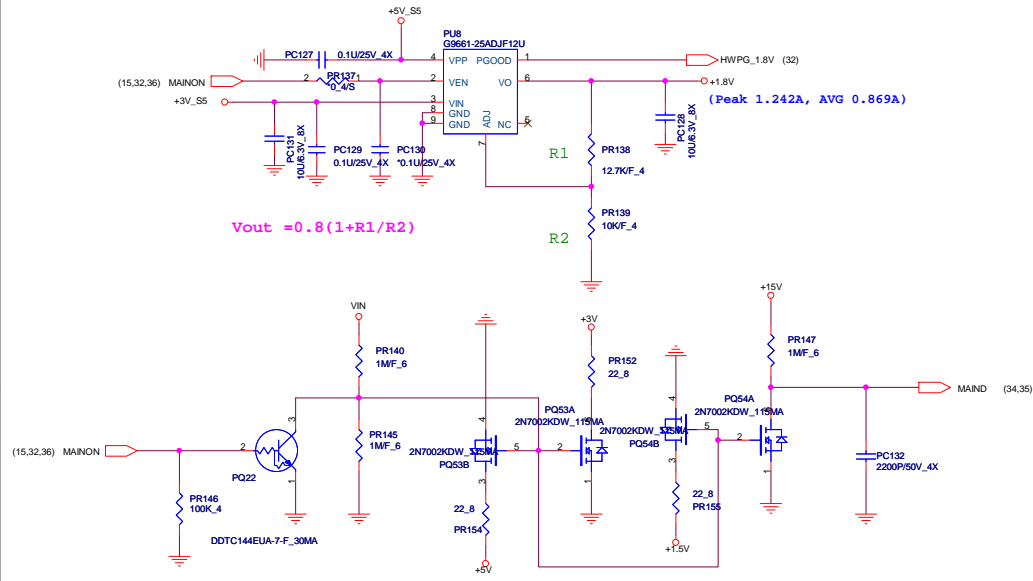 +5V_S5
PU8
G9661-25ADJF12U
PC127
0.1U/25V_4X
4 VPP PGOOD 1
HWPG_1.8V (32)
(15,32,36) MAINON
2 PR137 1
*0_4/S
2 VEN VO 6
+1.8V
+3V_S5
3 VIN
8 GND
9 GND
ADJ
NC 5
7
(Peak 1.242A, AVG 0.869A)
PC131
10U/6.3V_8X
PC129
0.1U/25V_4X
PC130
*0.1U/25V_4X
PC128
10U/6.3V_8X
R1
PR138
12.7K/F_4
PR139
10K/F_4
R2
Vout =0.8(1+R1/R2)
VIN
PR140
1M/F_6
+3V
PR152
22_8
+15V
PR147
1M/F_6
MAIND (34,35)
(15,32,36) MAINON
2
3
1
PQ22
PR146
100K_4
DDTC144EUA-7-F_30MA
PR145
1M/F_6
4
5
3
2N7002KDW_115MA
PQ53B
22_8
PR154
+5V
PQ53A
2N7002KDW_115MA
2
1
2N7002KDW_115MA
PQ54B
4
5
3
22_8
PR155
+1.5V
PQ54A
2N7002KDW_115MA
2
1
PC132
2200P/50V_4X